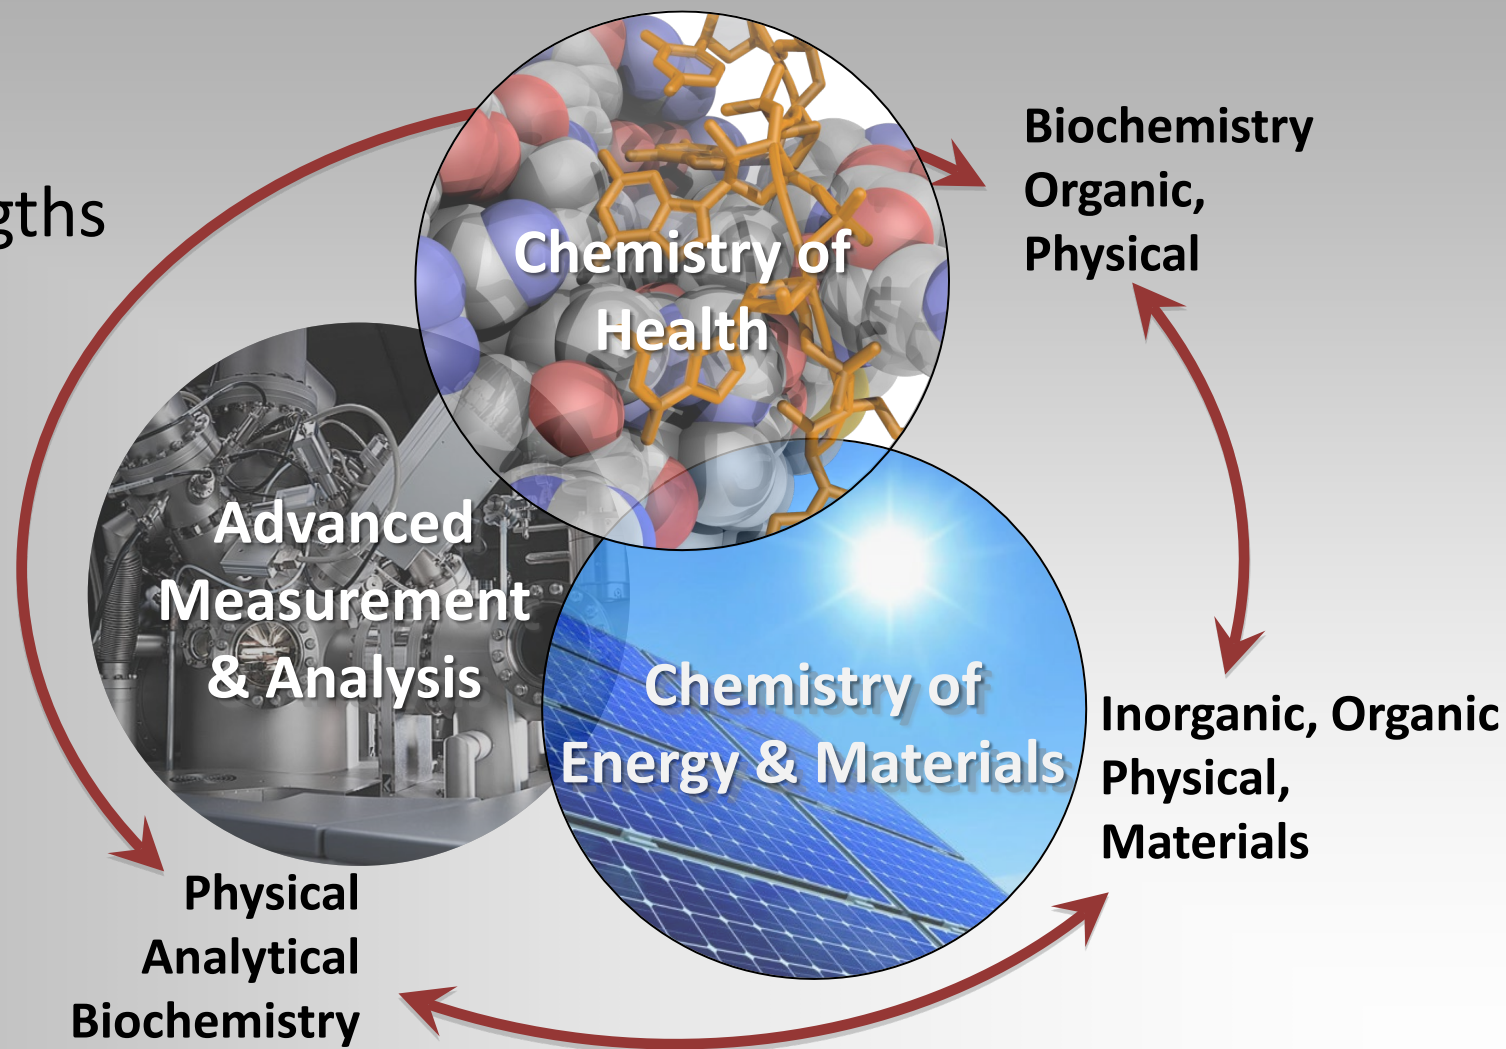 Biochemistry
Organic,
Physical
Chemistry of
Health
Advanced
Measurement
& Analysis
Chemistry of
Energy & Materials
Inorganic, Organic
Physical,
Materials
Physical
Analytical
Biochemistry